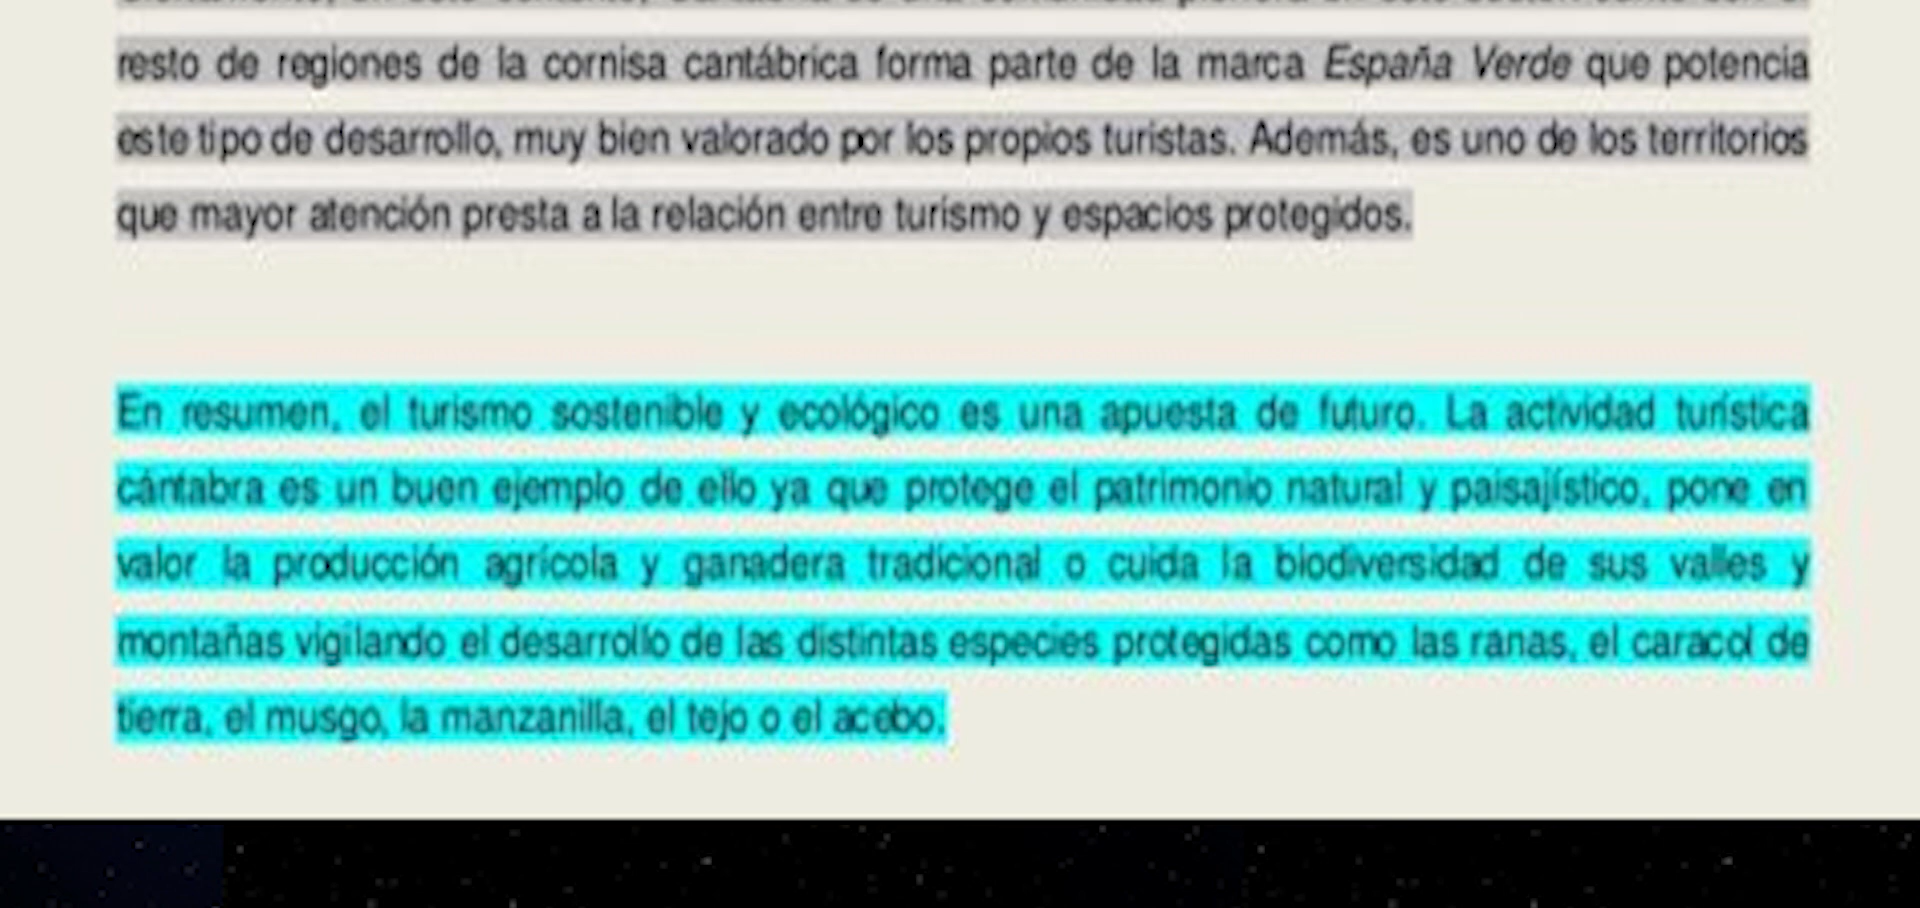 resto de regiones de la cornisa cantábrica forma parte de la marca España Verde que potencia
este tipo de desarrollo, muy bien valorado por los propios turistas. Además, es uno de los territorios
que mayor atención presta a la relación entre turismo y espacios protegidos.
En resumen, el turismo sostenible y ecológico es una apuesta de futuro. La actividad turística
cántabra es un buen ejemplo de ello ya que protege el patrimonio natural y paisajístico, pone en
valor la producción agrícola y ganadera tradicional o cuida la biodiversidad de sus valles y
montañas vigilando el desarrollo de las distintas especies protegidas como las ranas, el caracol de
tierra, el musgo, la manzanilla, el tejo o el acebo.